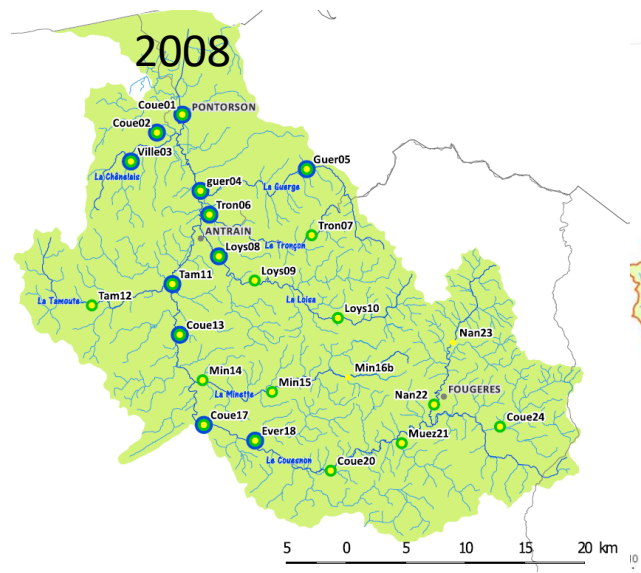 2008
Coue01
PONTORSON
Coue02
Ville03
La Chênelais
Guer05
guer04
La Guerge
Tron06
Tron07
ANTRAIN
La Tronçon
Loys08
Tam11
Loys09
La Tamoute
Tam12
La Loisa
Loys10
Coue13
Nan23
Min14
Min16b
Min15
La Minette
Nan22
FOUGERES
Coue17
Coue24
Ever18
Muez21
Le Couesnon
Coue20
5 0 5 10 15 20 km
10